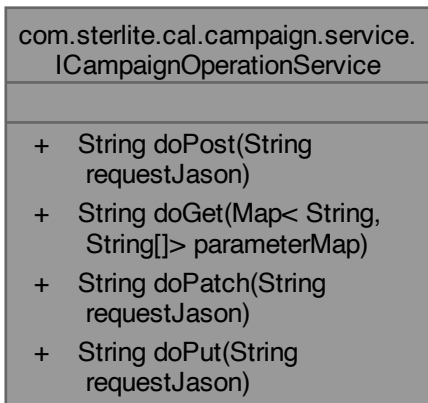 com.sterlite.cal.campaign.service.
ICampaignOperationService
+ String doPost(String
requestJason)
+ String doGet(Map< String,
String[]> parameterMap)
+ String doPatch(String
requestJason)
+ String doPut(String
requestJason)